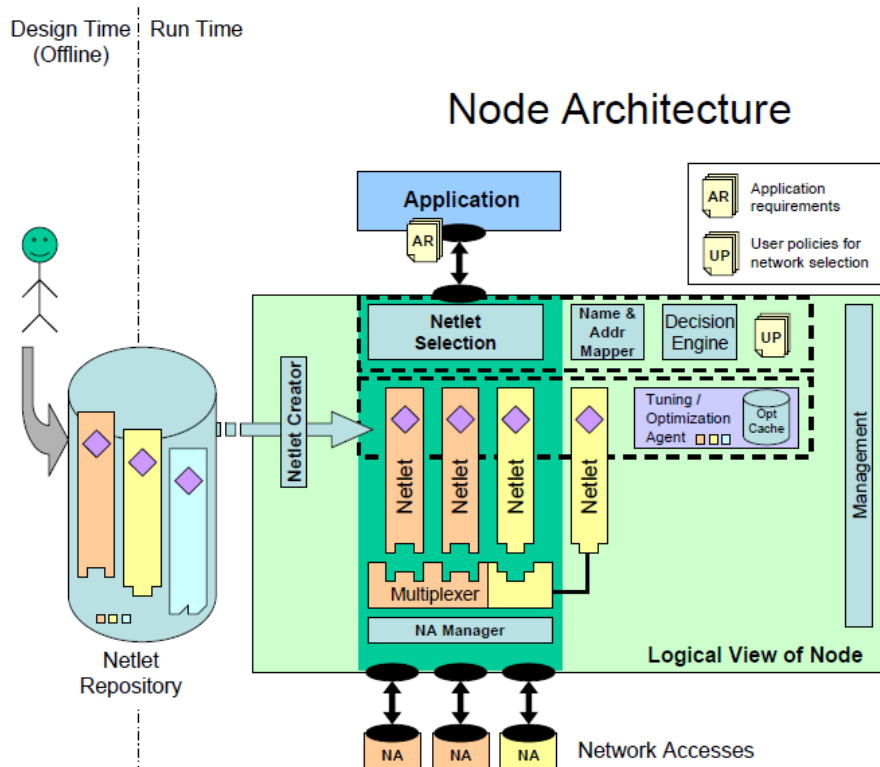 Design Time
(Offline)
Run Time
Node Architecture
Application
AR
AR
Application
requirements
UP
User policies for
network selection
Netlet
Selection
Name &
Addr
Mapper
Decision
Engine
UP
Netlet Creator
Netlet
Netlet
Netlet
Netlet
Tuning /
Optimization
Agent
Opt
Cache
Management
Multiplexer
NA Manager
Netlet
Repository
Logical View of Node
NA
NA
NA
Network Accesses